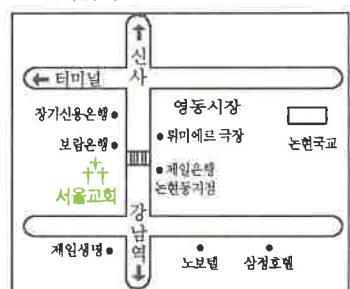 ↑
신사
← 터미널
장기신용은행 •
영동시장
보람은행 •
• 뤼미에르 극장
논현국교
• 제일은행
논현동지점
서울교회
강남역
↓
제일생명 •
•
노보텔
•
삼정호텔